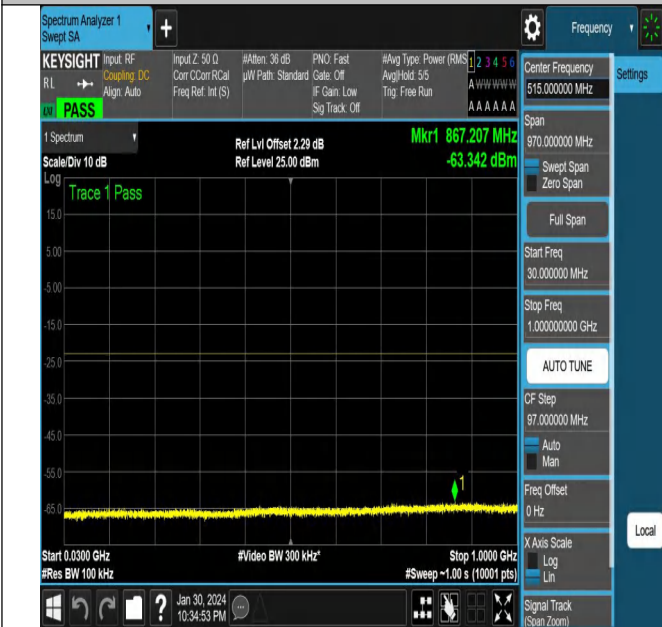 Spectrum Analyzer 1
Swept SA
+
Frequency
KEYSIGHT
RL
PASS
Input: RF
Coupling: DC
Align: Auto
Input Z: 50 Ω
Corr CCorr RCal
Freq Ref: Int (S)
#Atten: 36 dB
µW Path: Standard
PNO: Fast
Gate: Off
IF Gain: Low
Sig Track: Off
#Avg Type: Power (RMS
Avg|Hold: 5/5
Trig: Free Run
1 2 3 4 5 6
A W W W W W
A A A A A A
Center Frequency
515.000000 MHz
Settings
Span
970.000000 MHz
Swept Span
Zero Span
Full Span
Start Freq
30.000000 MHz
Stop Freq
1.000000000 GHz
AUTO TUNE
CF Step
97.000000 MHz
Auto
Man
Freq Offset
0 Hz
X Axis Scale
Log
Lin
Local
Signal Track
(Span Zoom)
1 Spectrum
Scale/Div 10 dB
Log
Ref Lvl Offset 2.29 dB
Ref Level 25.00 dBm
Mkr1 867.207 MHz
-63.342 dBm
Trace 1 Pass
15.0
5.00
-5.00
-15.0
-25.0
-35.0
-45.0
-55.0
-65.0
1
Start 0.0300 GHz
#Res BW 100 kHz
#Video BW 300 kHz*
Stop 1.0000 GHz
#Sweep ~1.00 s (10001 pts)
?
Jan 30, 2024
10:34:53 PM